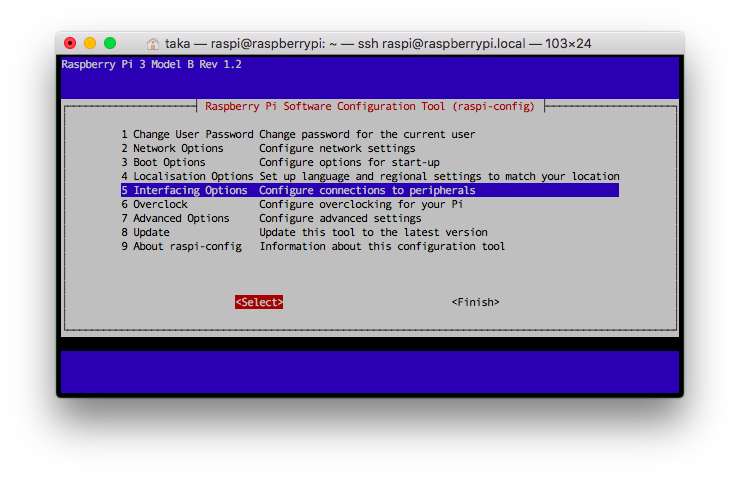 taka — raspi@raspberrypi: ~ — ssh raspi@raspberrypi.local — 103×24
Raspberry Pi 3 Model B Rev 1.2
Raspberry Pi Software Configuration Tool (raspi-config)
1 Change User Password Change password for the current user
2 Network Options Configure network settings
3 Boot Options Configure options for start-up
4 Localisation Options Set up language and regional settings to match your location
5 Interfacing Options Configure connections to peripherals
6 Overclock Configure overclocking for your Pi
7 Advanced Options Configure advanced settings
8 Update Update this tool to the latest version
9 About raspi-config Information about this configuration tool
<Select> <Finish>